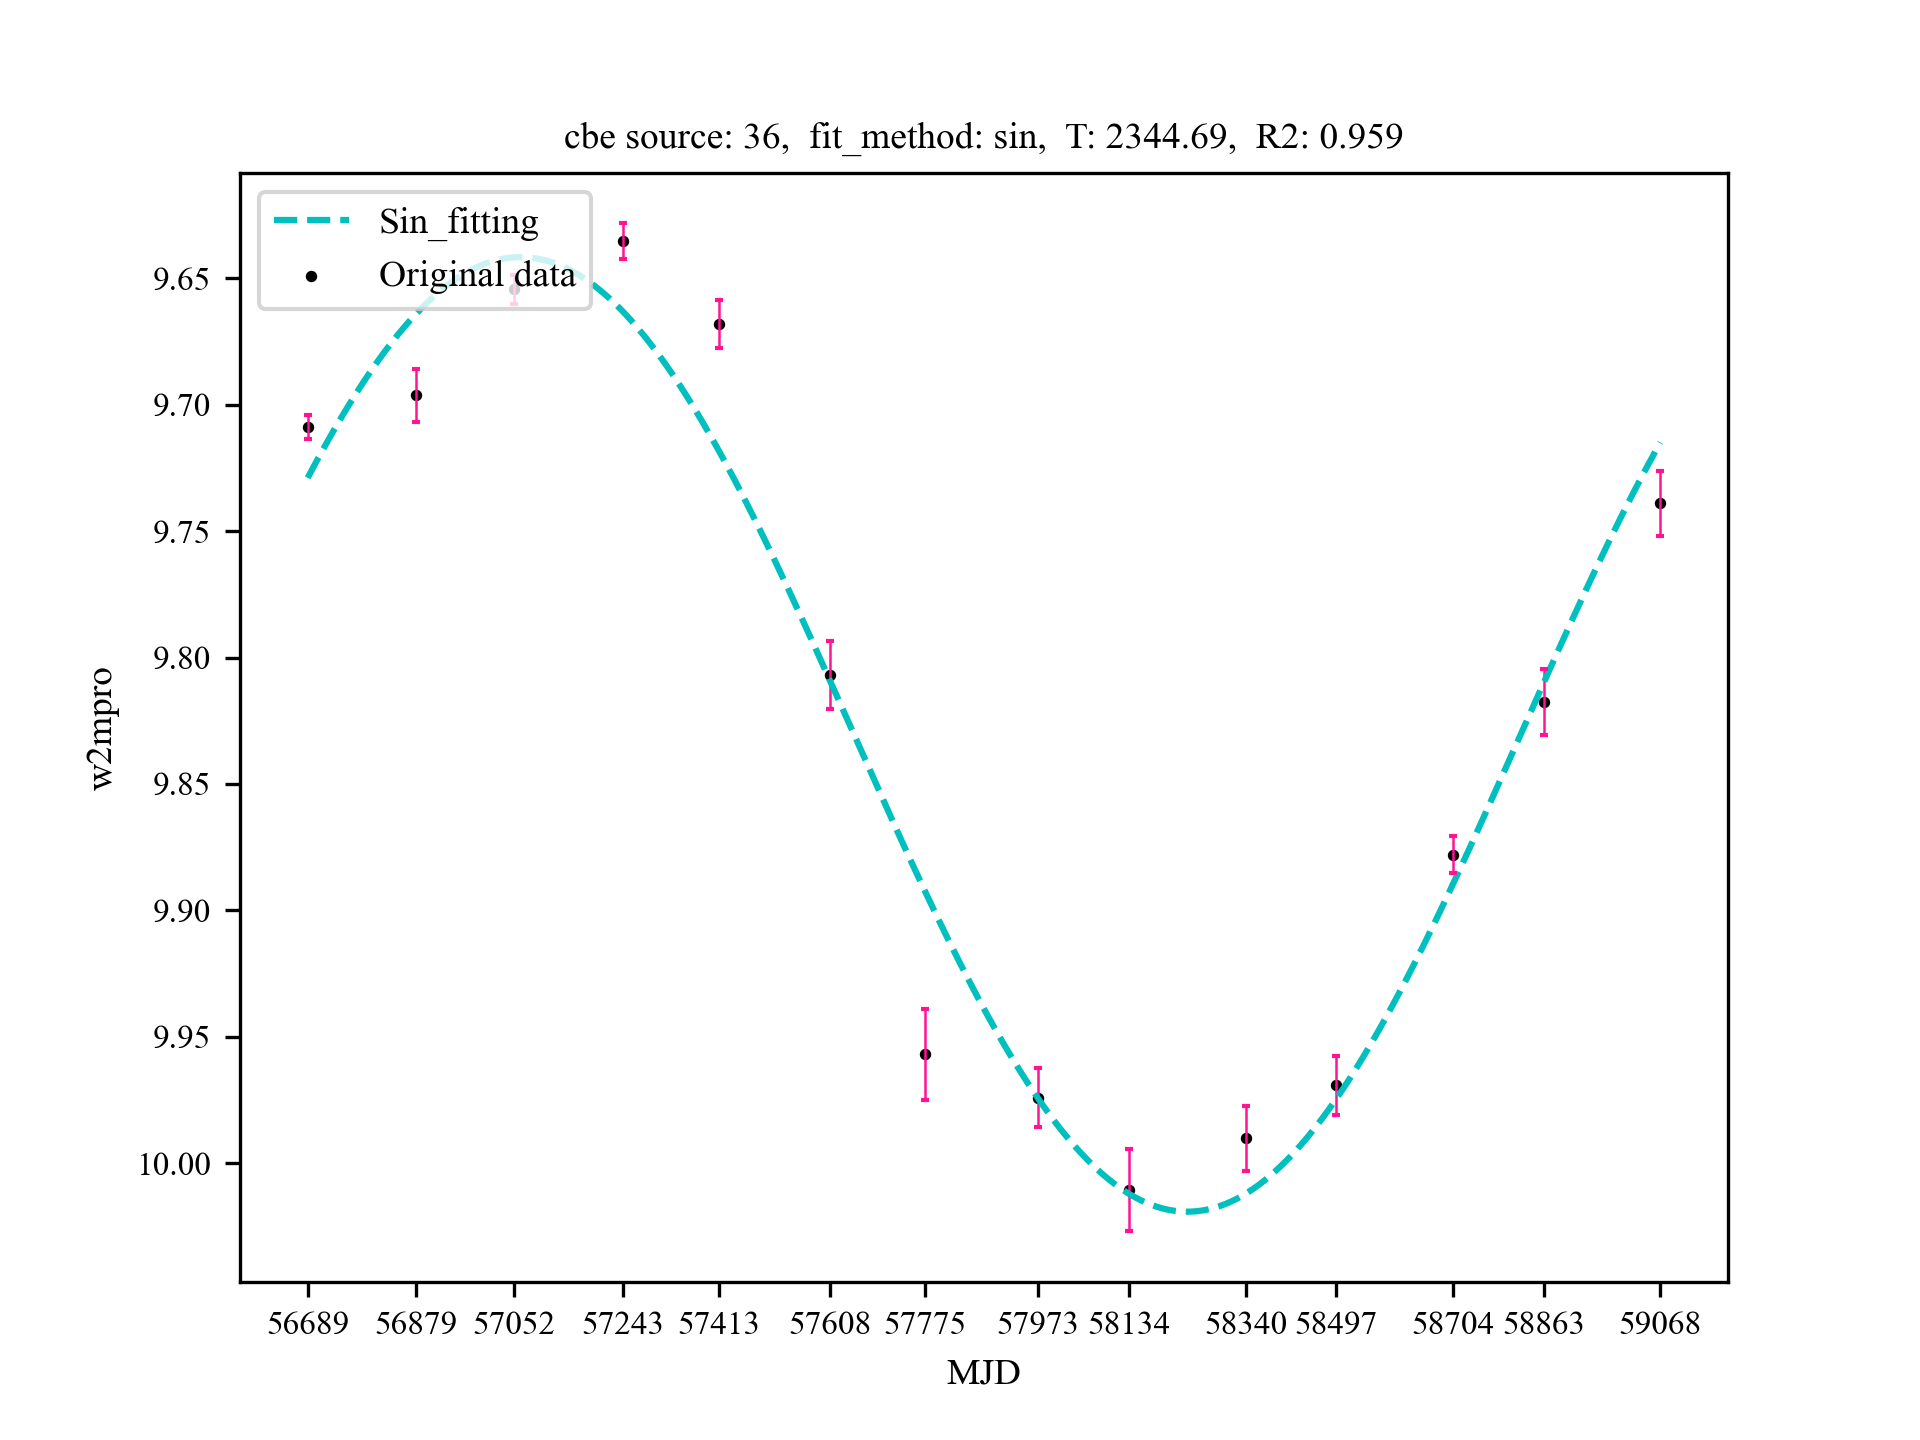 cbe source: 36, fit_method: sin, T: 2344.69, R2: 0.959
Sin_fitting
Original data
9.65
9.70
9.75
9.80
9.85
9.90
9.95
10.00
w2mpro
56689 56879 57052 57243 57413 57608 57775 57973 58134 58340 58497 58704 58863 59068
MJD